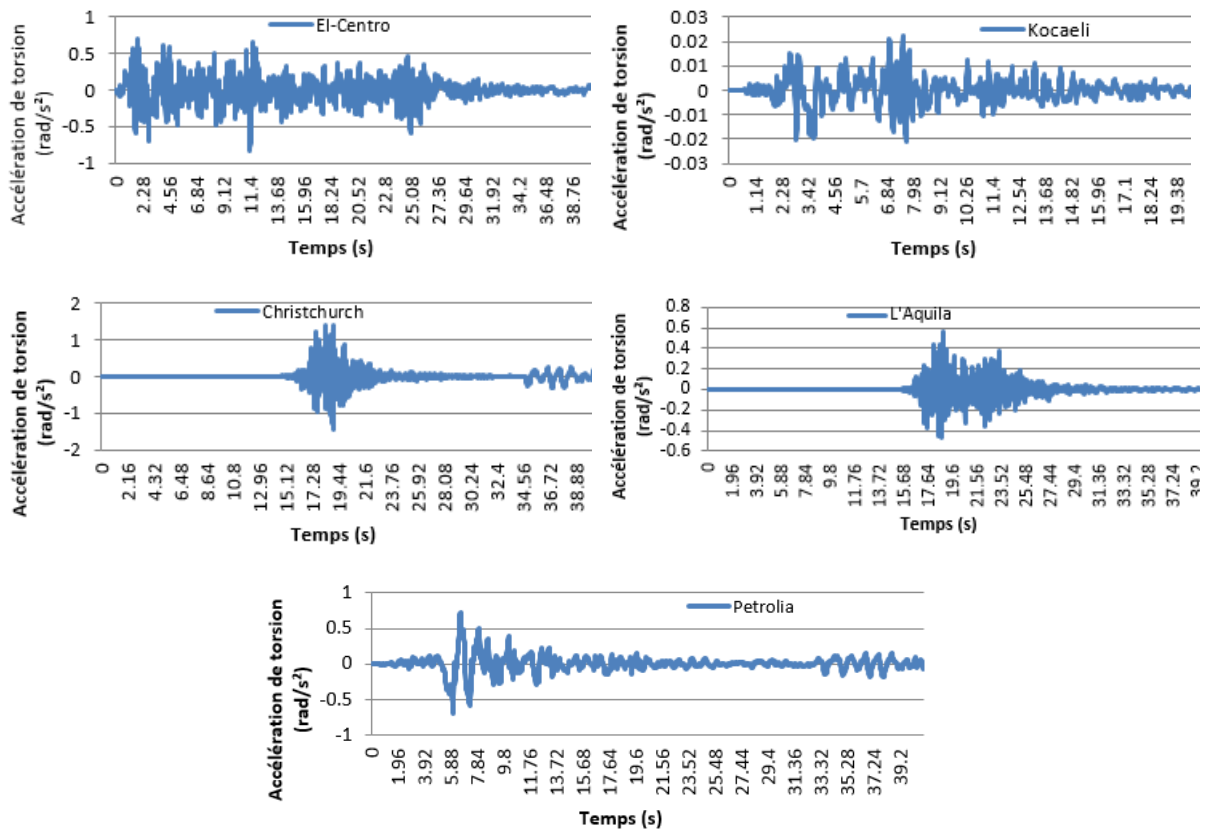 El-Centro
Accélération de torsion
(rad/s²)
1
0.5
0
-0.5
-1
0 2.28 4.56 6.84 9.12 11.4 13.68 15.96 18.24 20.52 22.8 25.08 27.36 29.64 31.92 34.2 36.48 38.76
Temps (s)
Kocaeli
Accélération de torsion
(rad/s²)
0.03
0.02
0.01
0
-0.01
-0.02
-0.03
0 1.14 2.28 3.42 4.56 5.7 6.84 7.98 9.12 10.26 11.4 12.54 13.68 14.82 15.96 17.1 18.24 19.38
Temps (s)
Christchurch
Accélération de torsion
(rad/s²)
2
1
0
-1
-2
0 2.16 4.32 6.48 8.64 10.8 12.96 15.12 17.28 19.44 21.6 23.76 25.92 28.08 30.24 32.4 34.56 36.72 38.88
Temps (s)
L'Aquila
Accélération de torsion
(rad/s²)
0.8
0.6
0.4
0.2
0
-0.2
-0.4
-0.6
0 1.96 3.92 5.88 7.84 9.8 11.76 13.72 15.68 17.64 19.6 21.56 23.52 25.48 27.44 29.4 31.36 33.32 35.28 37.24 39.2
Temps (s)
Petrolia
Accélération de torsion
(rad/s²)
1
0.5
0
-0.5
-1
0 1.96 3.92 5.88 7.84 9.8 11.76 13.72 15.68 17.64 19.6 21.56 23.52 25.48 27.44 29.4 31.36 33.32 35.28 37.24 39.2
Temps (s)